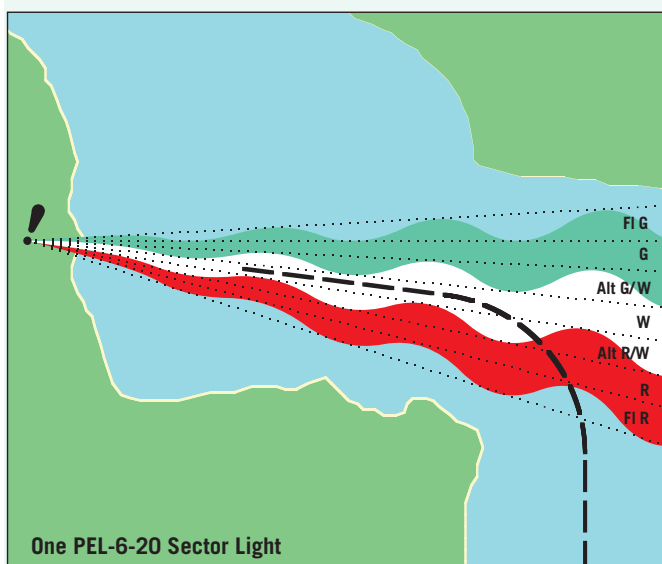 Fl G
G
Alt G/W
W
Alt R/W
R
Fl R
One PEL-6-20 Sector Light